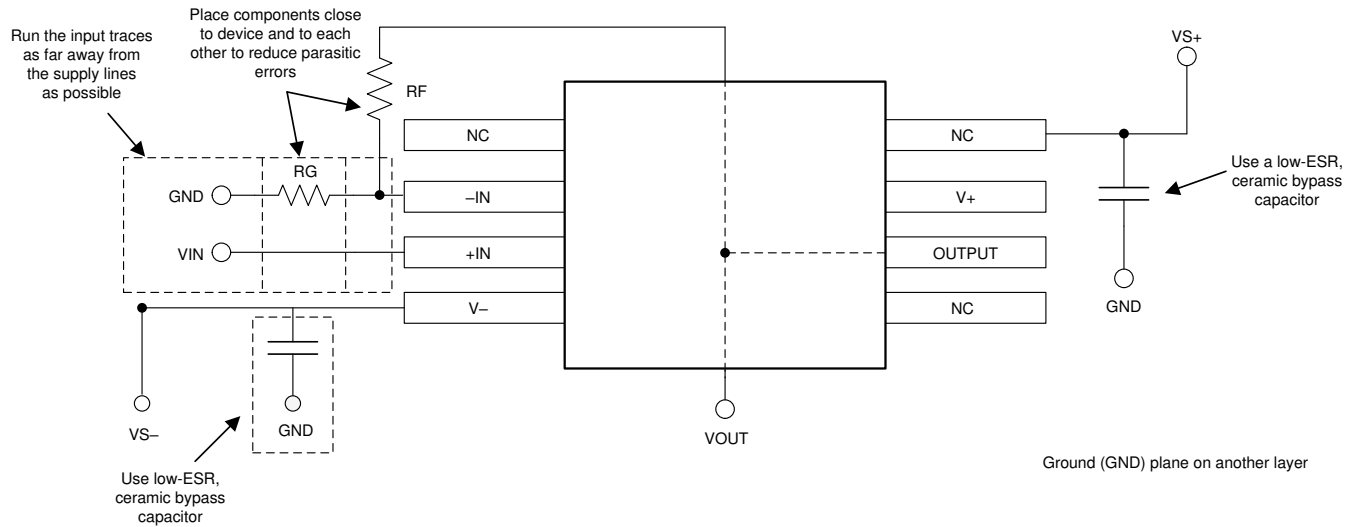 Run the input traces
as far away from
the supply lines
as possible
Place components close
to device and to each
other to reduce parasitic
errors
RF
VS+
NC
NC
RG
GND
–IN
V+
Use a low-ESR,
ceramic bypass
capacitor
VIN
+IN
OUTPUT
V–
NC
GND
VS–
GND
VOUT
Use low-ESR,
ceramic bypass
capacitor
Ground (GND) plane on another layer